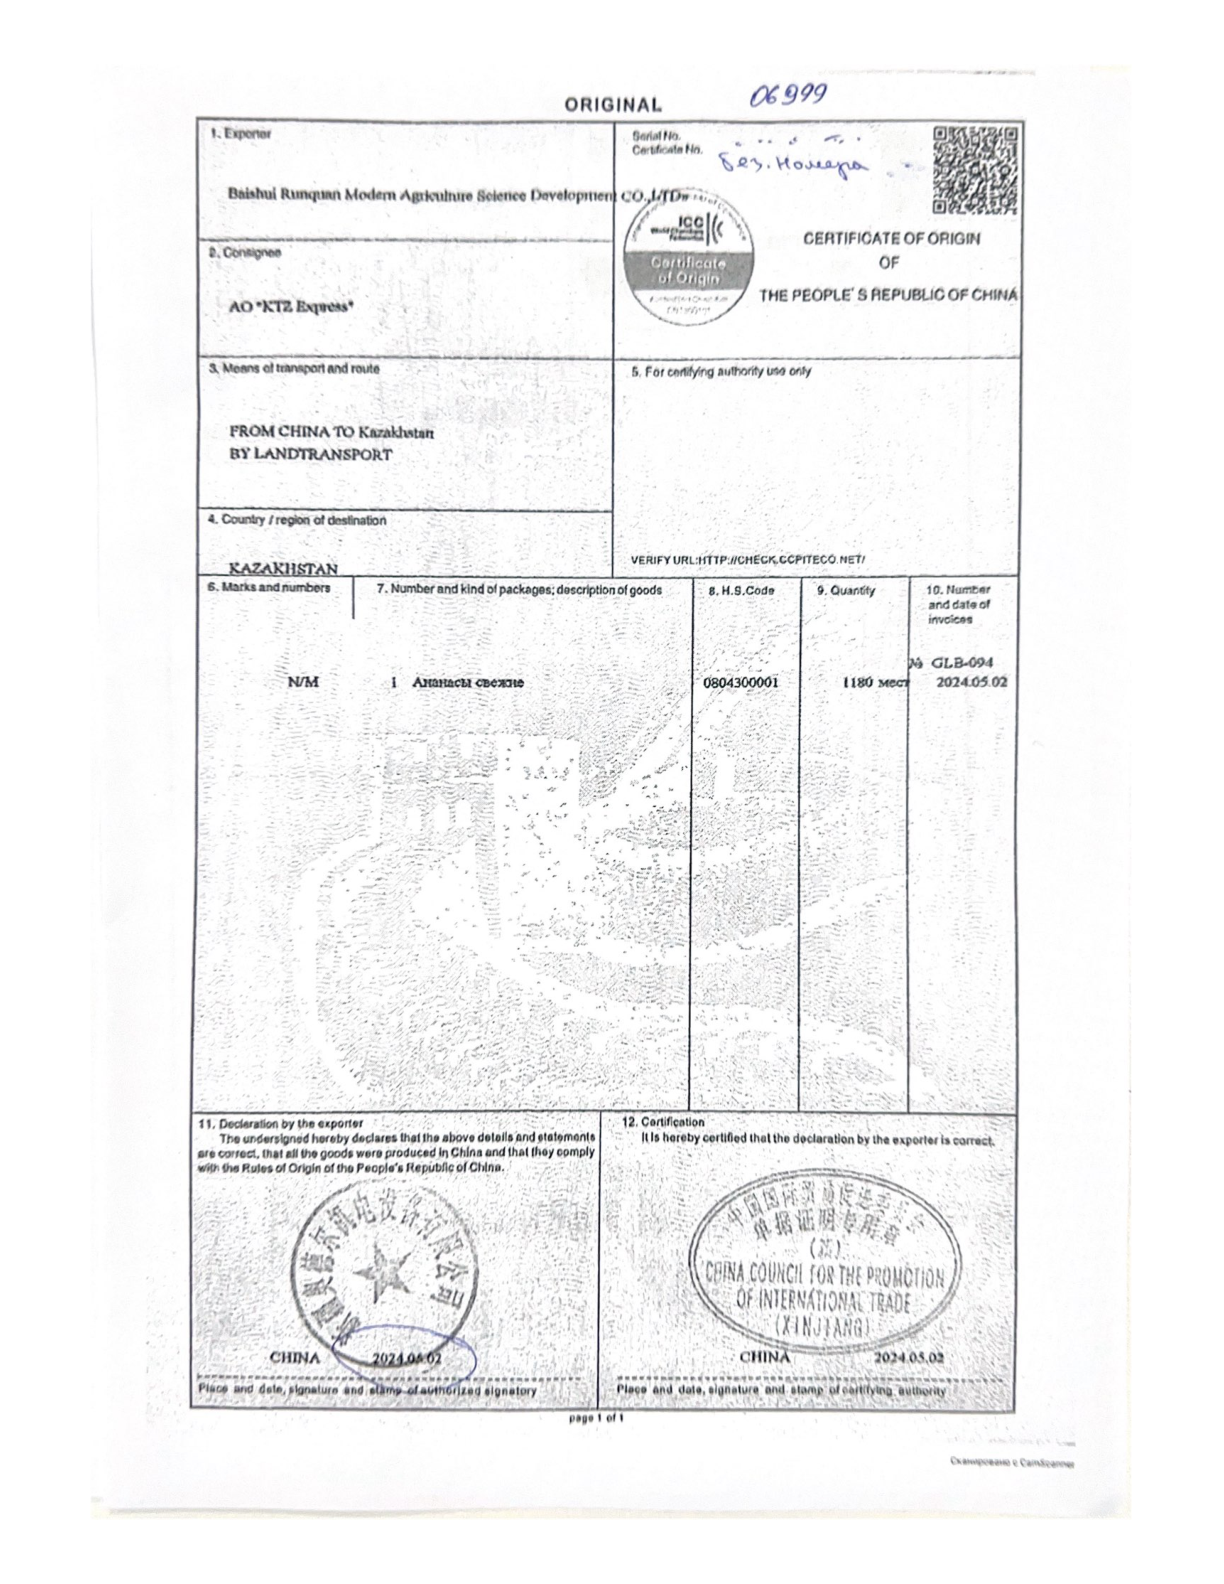 ORIGINAL
06999
1. Exporter
Baishui Runquan Modern Agriculture Science Development CO.,LTD
Serial No.
Certificate No.
без. номера
ICC
Certificate
of Origin
CERTIFICATE OF ORIGIN
OF
THE PEOPLE'S REPUBLIC OF CHINA
2. Consignee
АО "KTZ Express"
3. Means of transport and route
FROM CHINA TO Kazakhstan
BY LANDTRANSPORT
4. Country / region of destination
KAZAKHSTAN
5. For certifying authority use only
VERIFY URL:HTTP://CHECK.CCPITECO.NET/
6. Marks and numbers
7. Number and kind of packages; description of goods
8. H.S.Code
9. Quantity
10. Number
and date of
invoices
№ GLB-094
N/M 1 Ананасы свежие 0804300001 1180 мест 2024.05.02
11. Declaration by the exporter
The undersigned hereby declares that the above details and statements
are correct, that all the goods were produced in China and that they comply
with the Rules of Origin of the People's Republic of China.
机电设备有限公司
CHINA 2024.05.02
Place and date, signature and stamp of authorized signatory
12. Certification
It is hereby certified that the declaration by the exporter is correct.
中国国际贸易促进委员会
单据证明专用章
(新)
CHINA COUNCIL FOR THE PROMOTION
OF INTERNATIONAL TRADE
(XINJIANG)
CHINA 2024.05.02
Place and date, signature and stamp of certifying authority
page 1 of 1
Сканировано с CamScanner